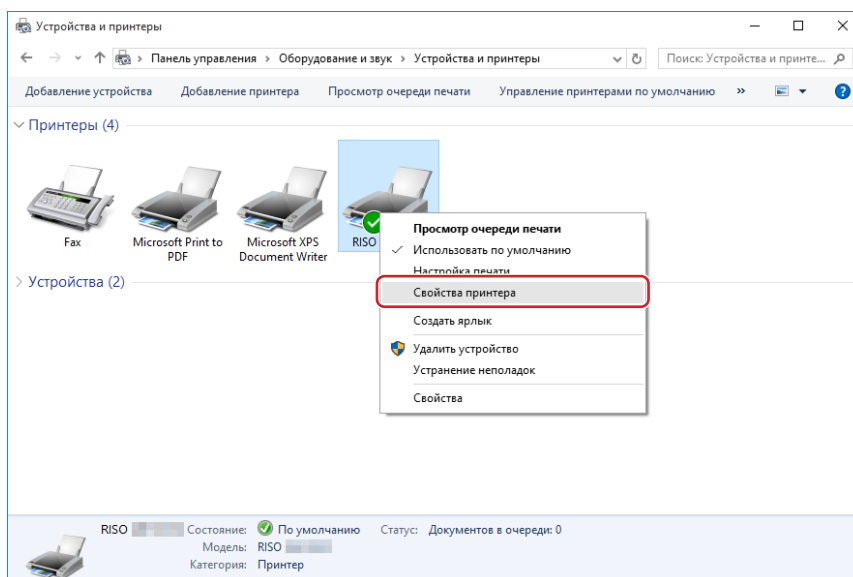 Устройства и принтеры
Панель управления › Оборудование и звук › Устройства и принтеры
Поиск: Устройства и принте...
Добавление устройства Добавление принтера Просмотр очереди печати Управление принтерами по умолчанию »
Принтеры (4)
Fax
Microsoft Print to
PDF
Microsoft XPS
Document Writer
RISO
Просмотр очереди печати
Использовать по умолчанию
Настройка печати
Свойства принтера
Создать ярлык
Удалить устройство
Устранение неполадок
Свойства
Устройства (2)
RISO Состояние: По умолчанию Статус: Документов в очереди: 0
Модель: RISO
Категория: Принтер